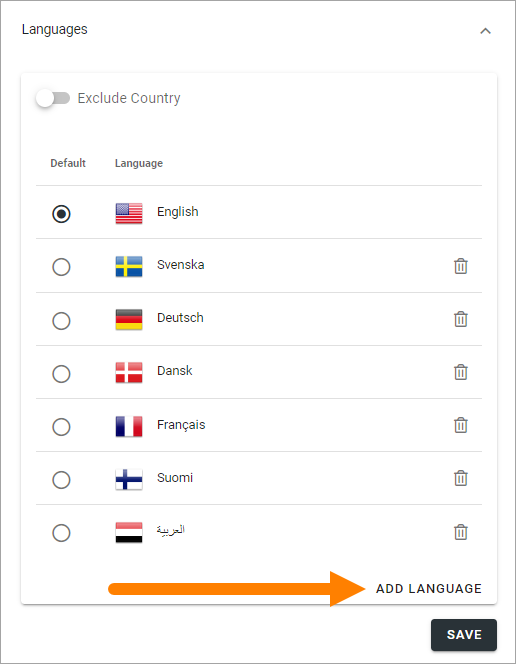 Languages
Exclude Country
Default Language
English
Svenska
Deutsch
Dansk
Français
Suomi
العربية
ADD LANGUAGE
SAVE